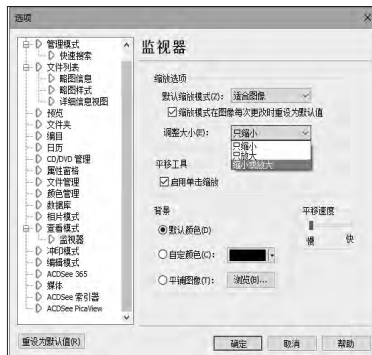 选项
管理模式
快速搜索
文件列表
略图信息
略图样式
详细信息视图
预览
文件夹
编目
日历
CD/DVD 管理
属性窗格
文件管理
颜色管理
数据库
相片模式
查看模式
监视器
冲印模式
编辑模式
ACDSee 365
媒体
ACDSee 索引器
ACDSee PicaView
监视器
缩放选项
默认缩放模式(Z): 适合图像
缩放模式在图像每次更改时重设为默认值
调整大小(E): 只缩小
只缩小
只放大
缩小或放大
平移工具
启用单击缩放
背景
默认颜色(D)
自定颜色(C):
平铺图像(T): 浏览(B)...
平移速度
慢 快
重设为默认值(R) 确定 取消 帮助